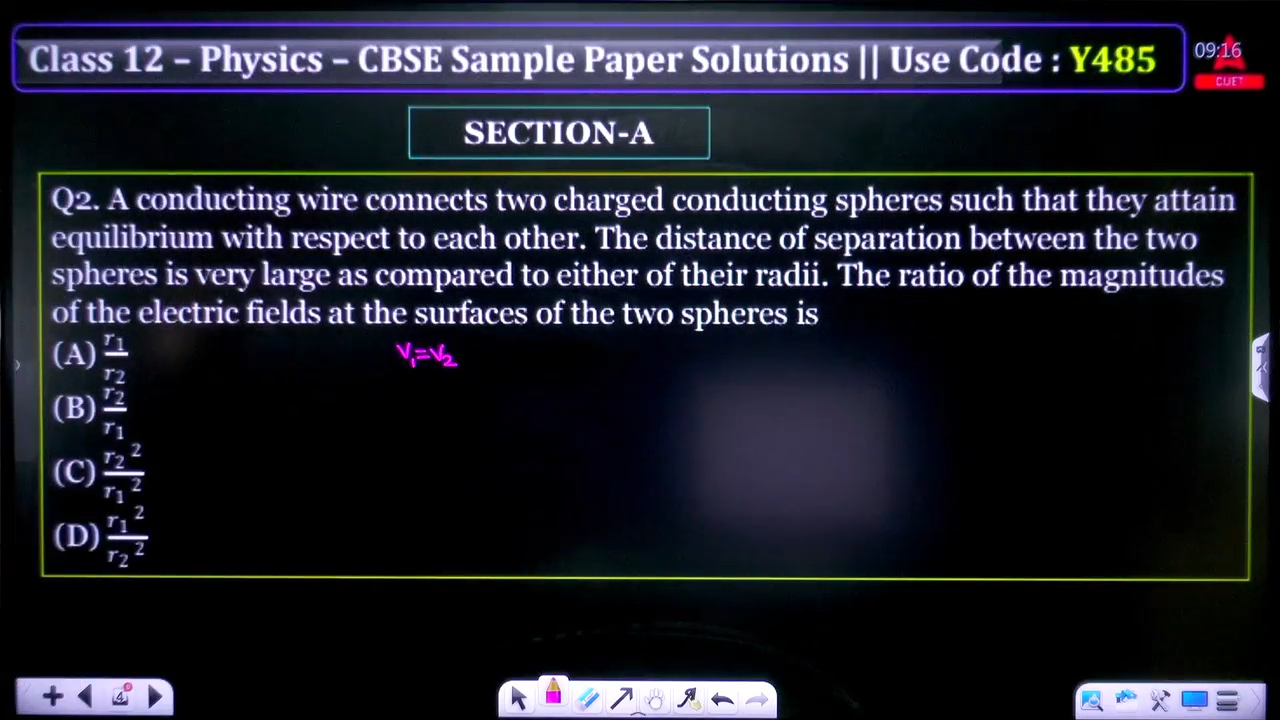 Class 12 – Physics – CBSE Sample Paper Solutions || Use Code : Y485
09:16
CUET
SECTION-A
Q2. A conducting wire connects two charged conducting spheres such that they attain
equilibrium with respect to each other. The distance of separation between the two
spheres is very large as compared to either of their radii. The ratio of the magnitudes
of the electric fields at the surfaces of the two spheres is
(A) r₁/r₂
V₁=V₂
(B) r₂/r₁
(C) r₂²/r₁²
(D) r₁²/r₂²
4